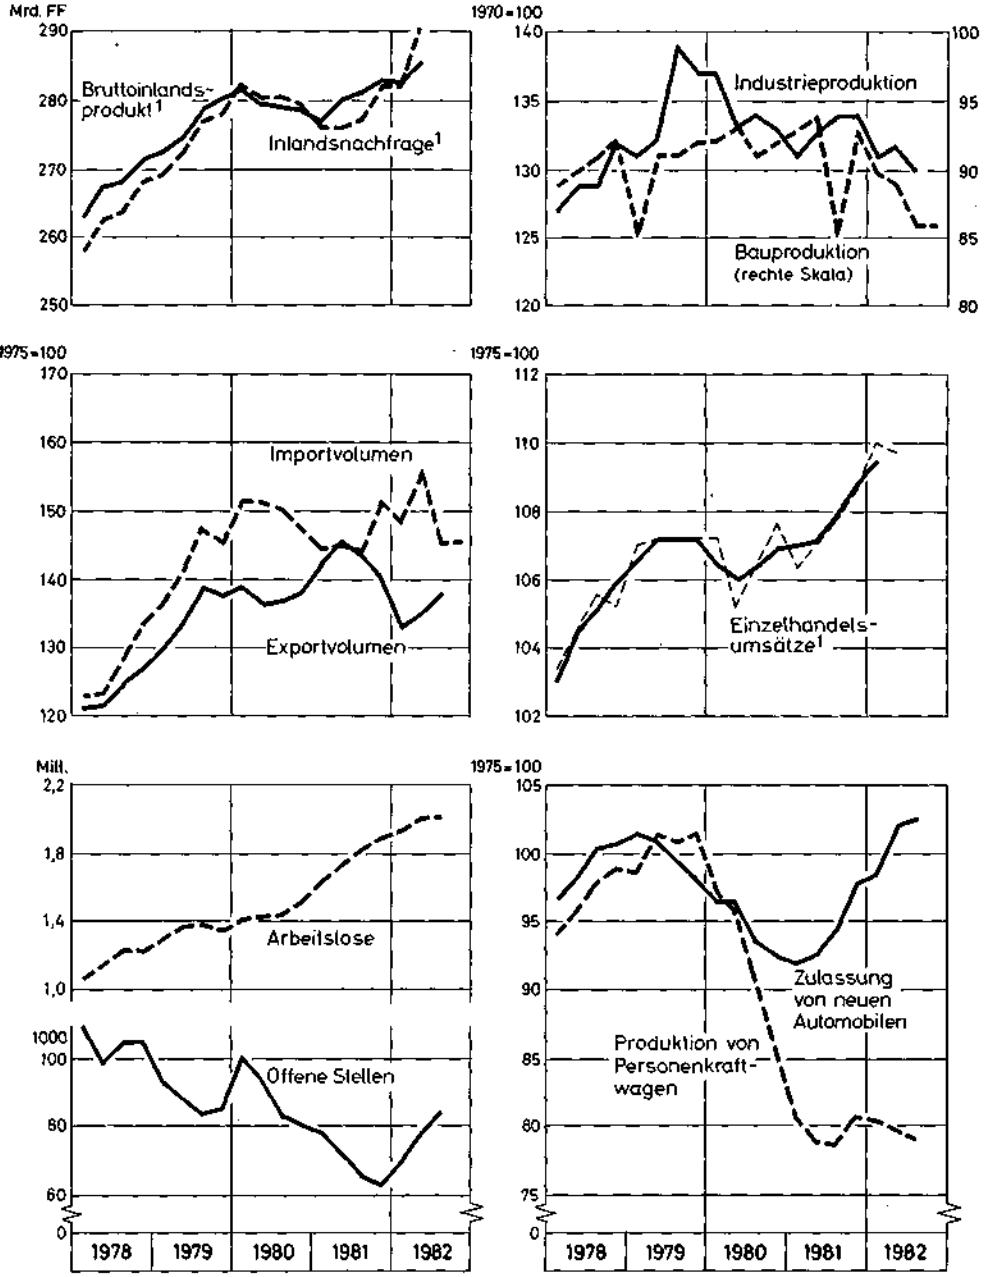 Mrd. FF
290
280
270
260
250
Bruttoinlands-
produkt¹
Inlandsnachfrage¹
1970=100
140
135
130
125
120
100
95
90
85
80
Industrieproduktion
Bauproduktion
(rechte Skala)
1975=100
170
160
150
140
130
120
Importvolumen
Exportvolumen
1975=100
112
110
108
106
104
102
Einzelhandels-
umsätze¹
Mill.
2,2
1,8
1,4
1,0
Arbeitslose
1000
100
80
60
0
Offene Stellen
1978 1979 1980 1981 1982
1975=100
105
100
95
90
85
80
75
0
Zulassung
von neuen
Automobilen
Produktion von
Personenkraft-
wagen
1978 1979 1980 1981 1982